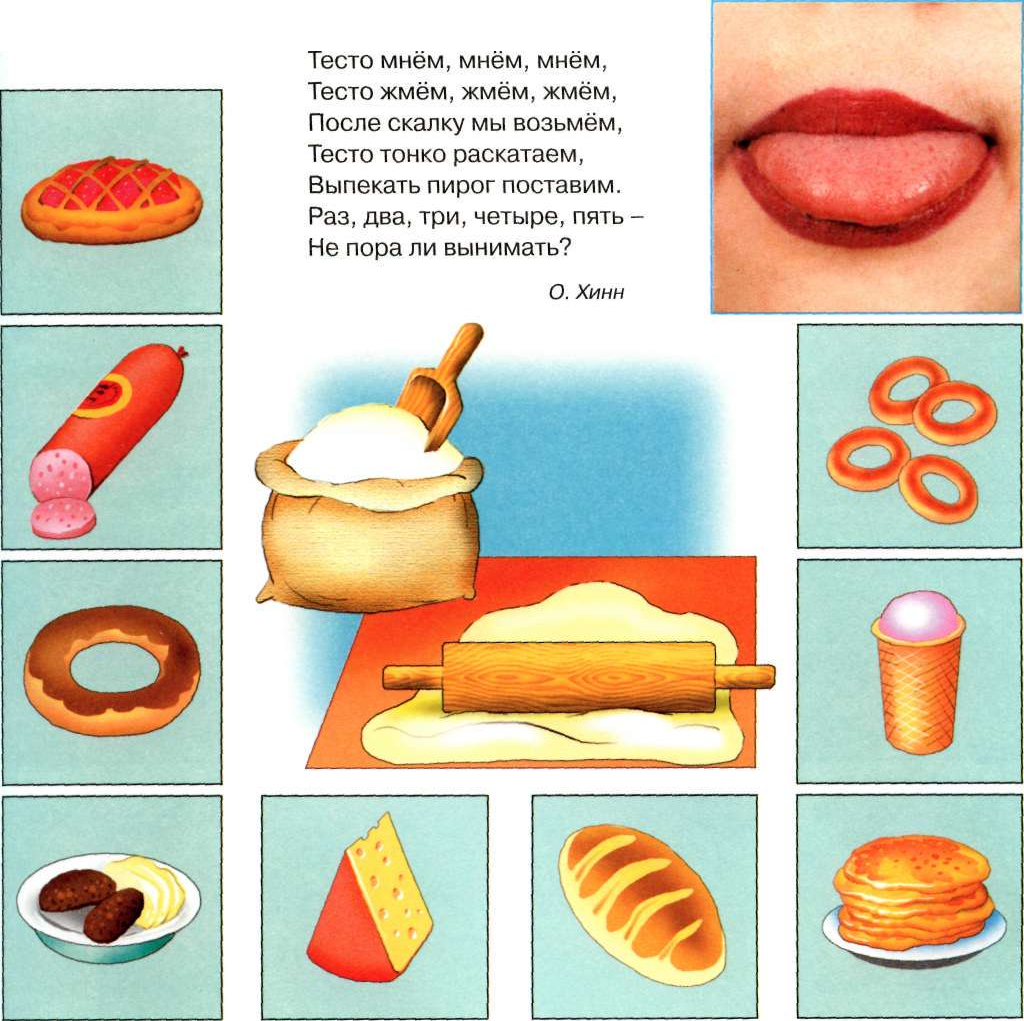 Тесто мнём, мнём, мнём,
Тесто жмём, жмём, жмём,
После скалку мы возьмём,
Тесто тонко раскатаем,
Выпекать пирог поставим.
Раз, два, три, четыре, пять –
Не пора ли вынимать?
О. Хинн